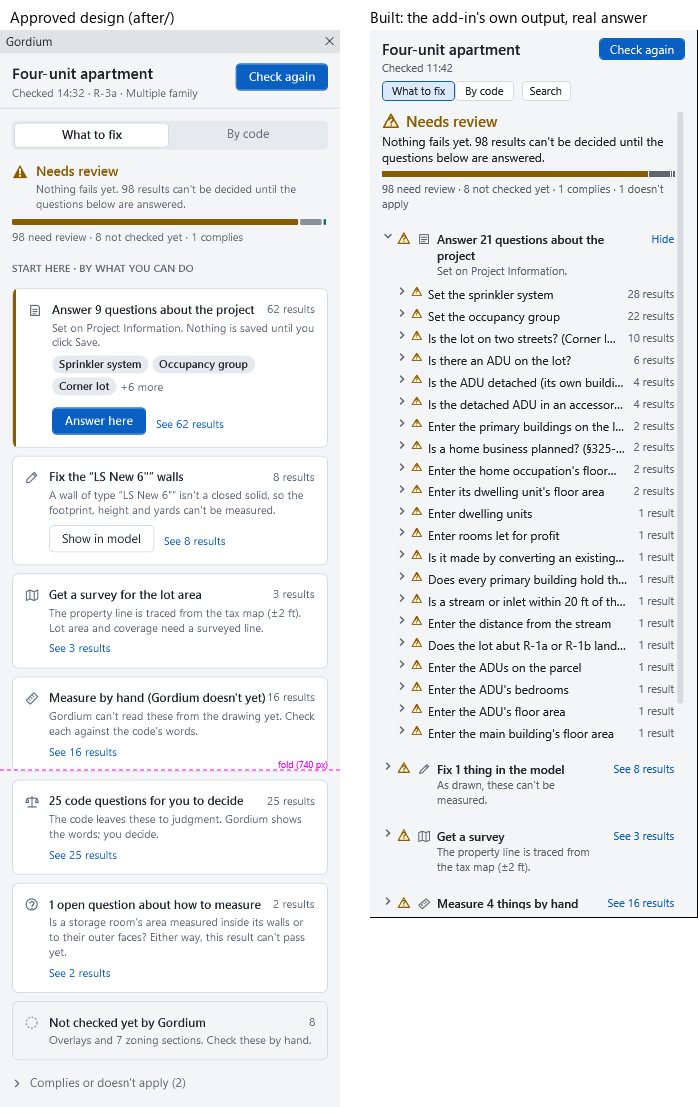 Approved design (after/)
Gordium
Four-unit apartment
Check again
Checked 14:32 · R-3a · Multiple family
What to fix
By code
Needs review
Nothing fails yet. 98 results can't be decided until the
questions below are answered.
98 need review · 8 not checked yet · 1 complies
START HERE · BY WHAT YOU CAN DO
Answer 9 questions about the project
62 results
Set on Project Information. Nothing is saved until you
click Save.
Sprinkler system
Occupancy group
Corner lot
+6 more
Answer here
See 62 results
Fix the “LS New 6"” walls
8 results
A wall of type “LS New 6"” isn't a closed solid, so the
footprint, height and yards can't be measured.
Show in model
See 8 results
Get a survey for the lot area
3 results
The property line is traced from the tax map (±2 ft).
Lot area and coverage need a surveyed line.
See 3 results
Measure by hand (Gordium doesn't yet)
16 results
Gordium can't read these from the drawing yet. Check
each against the code's words.
See 16 results
fold (740 px)
25 code questions for you to decide
25 results
The code leaves these to judgment. Gordium shows
the words; you decide.
See 25 results
1 open question about how to measure
2 results
Is a storage room's area measured inside its walls or
to their outer faces? Either way, this result can't pass
yet.
See 2 results
Not checked yet by Gordium
8
Overlays and 7 zoning sections. Check these by hand.
Complies or doesn't apply (2)
Built: the add-in's own output, real answer
Four-unit apartment
Check again
Checked 11:42
What to fix
By code
Search
Needs review
Nothing fails yet. 98 results can't be decided until the
questions below are answered.
98 need review · 8 not checked yet · 1 complies · 1 doesn't
apply
Answer 21 questions about the
project
Hide
Set on Project Information.
Set the sprinkler system
28 results
Set the occupancy group
22 results
Is the lot on two streets? (Corner l...
10 results
Is there an ADU on the lot?
6 results
Is the ADU detached (its own buildi...
4 results
Is the detached ADU in an accessor...
4 results
Enter the primary buildings on the l...
2 results
Is a home business planned? (§325-...
2 results
Enter the home occupation's floor...
2 results
Enter its dwelling unit's floor area
2 results
Enter dwelling units
1 result
Enter rooms let for profit
1 result
Is it made by converting an existing...
1 result
Does every primary building hold th...
1 result
Is a stream or inlet within 20 ft of th...
1 result
Enter the distance from the stream
1 result
Does the lot abut R-1a or R-1b land...
1 result
Enter the ADUs on the parcel
1 result
Enter the ADU's bedrooms
1 result
Enter the ADU's floor area
1 result
Enter the main building's floor area
1 result
Fix 1 thing in the model
See 8 results
As drawn, these can't be
measured.
Get a survey
See 3 results
The property line is traced from
the tax map (±2 ft).
Measure 4 things by hand
See 16 results